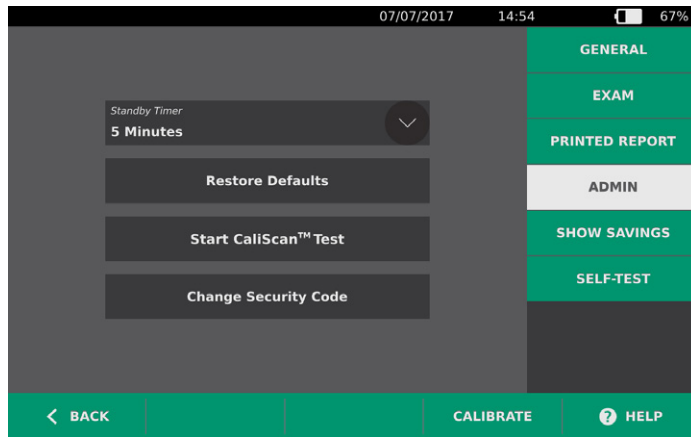 07/07/2017 14:54 67%
GENERAL
EXAM
PRINTED REPORT
ADMIN
SHOW SAVINGS
SELF-TEST
Standby Timer
5 Minutes
Restore Defaults
Start CaliScan™ Test
Change Security Code
BACK
CALIBRATE
? HELP